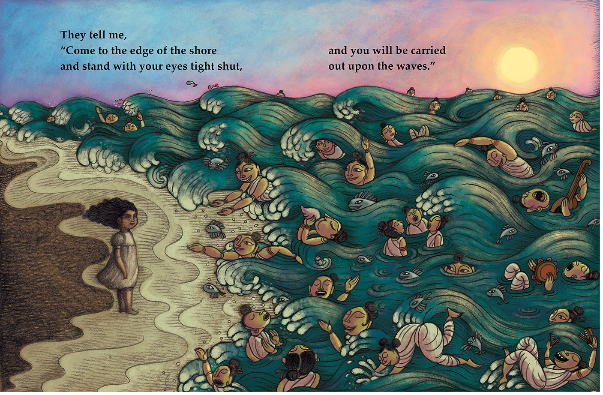 They tell me,
“Come to the edge of the shore
and stand with your eyes tight shut,
and you will be carried
out upon the waves.”